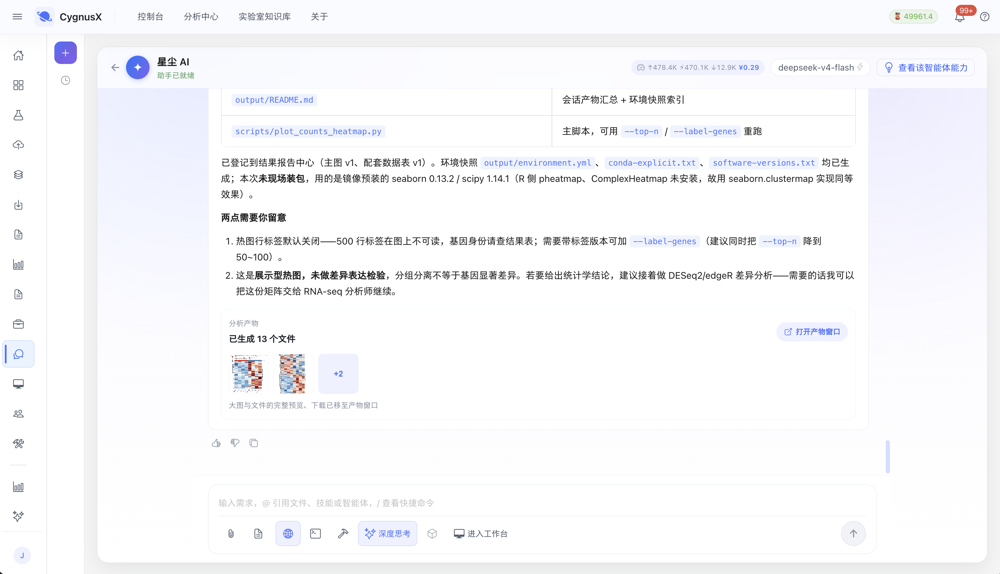 CygnusX
控制台
分析中心
实验室知识库
关于
49961.4
99+
星尘 AI
助手已就绪
↑478.4K ⚡470.1K ↓12.9K ¥0.29
deepseek-v4-flash
查看该智能体能力
output/README.md
会话产物汇总 + 环境快照索引
scripts/plot_counts_heatmap.py
主脚本，可用 --top-n / --label-genes 重跑
已登记到结果报告中心（主图 v1、配套数据表 v1）。环境快照 output/environment.yml、conda-explicit.txt、software-versions.txt 均已生
成；本次未现场装包，用的是镜像预装的 seaborn 0.13.2 / scipy 1.14.1（R 侧 pheatmap、ComplexHeatmap 未安装，故用 seaborn.clustermap 实现同等
效果）。
两点需要你留意
1. 热图行标签默认关闭——500 行标签在图上不可读，基因身份请查结果表；需要带标签版本可加 --label-genes（建议同时把 --top-n 降到
50~100）。
2. 这是展示型热图，未做差异表达检验，分组分离不等于基因显著差异。若要给出统计学结论，建议接着做 DESeq2/edgeR 差异分析——需要的话我可以
把这份矩阵交给 RNA-seq 分析师继续。
分析产物
已生成 13 个文件
打开产物窗口
+2
大图与文件的完整预览、下载已移至产物窗口
输入需求，@ 引用文件、技能或智能体，/ 查看快捷命令
深度思考
进入工作台
J